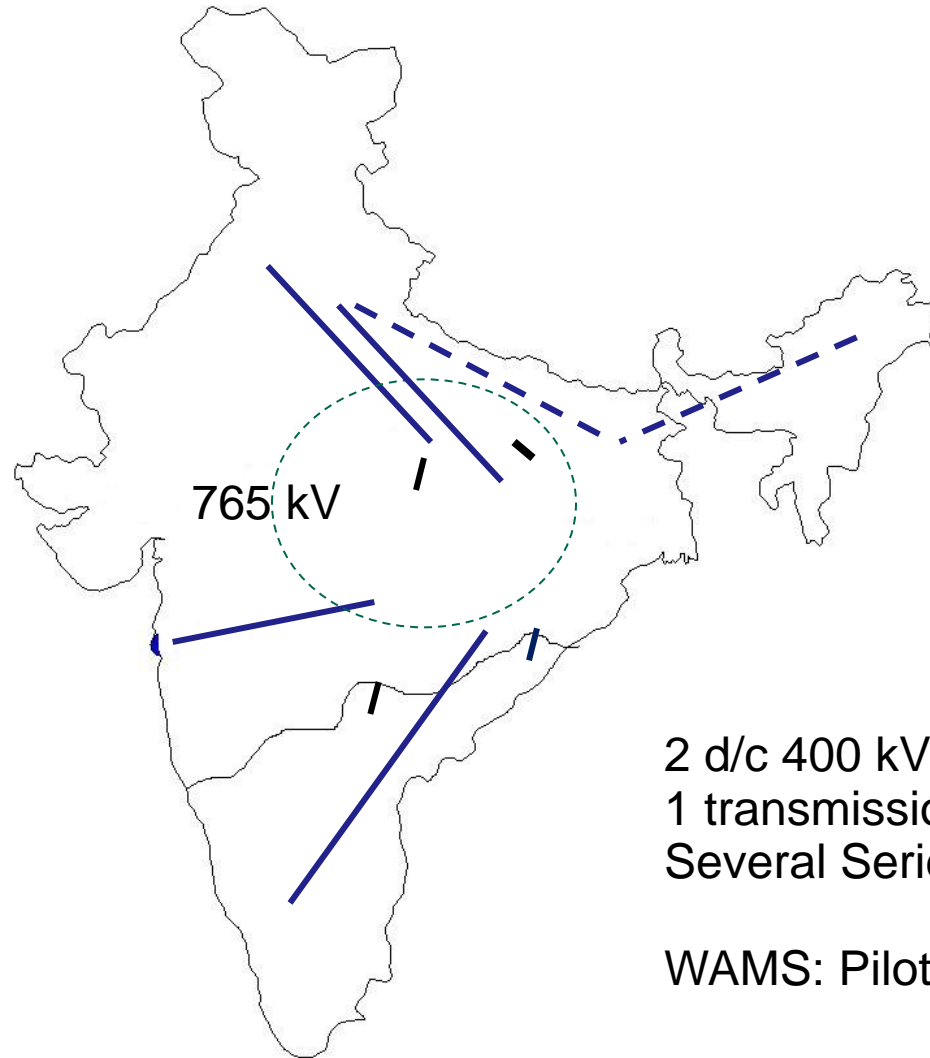 765 kV
2 d/c 400 kV
1 transmissio
Several Serie
WAMS: Pilot